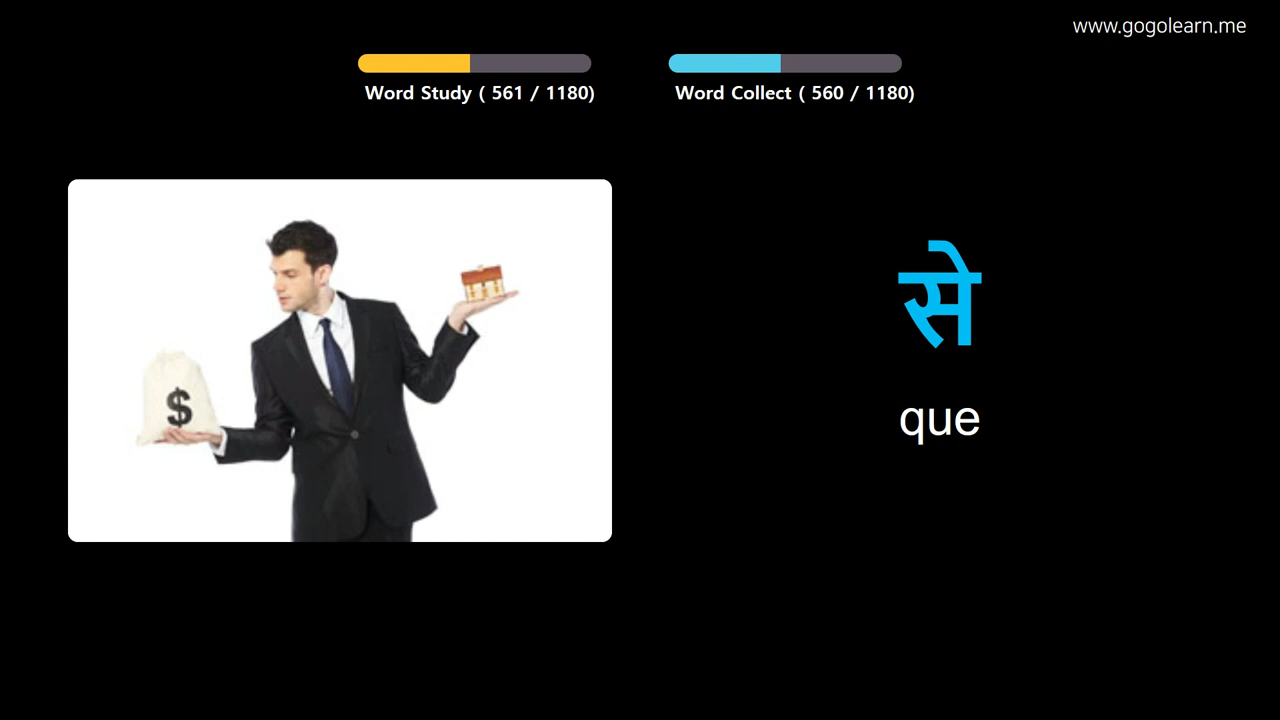 www.gogolearn.me
Word Study ( 561 / 1180)
Word Collect ( 560 / 1180)
$
से
que